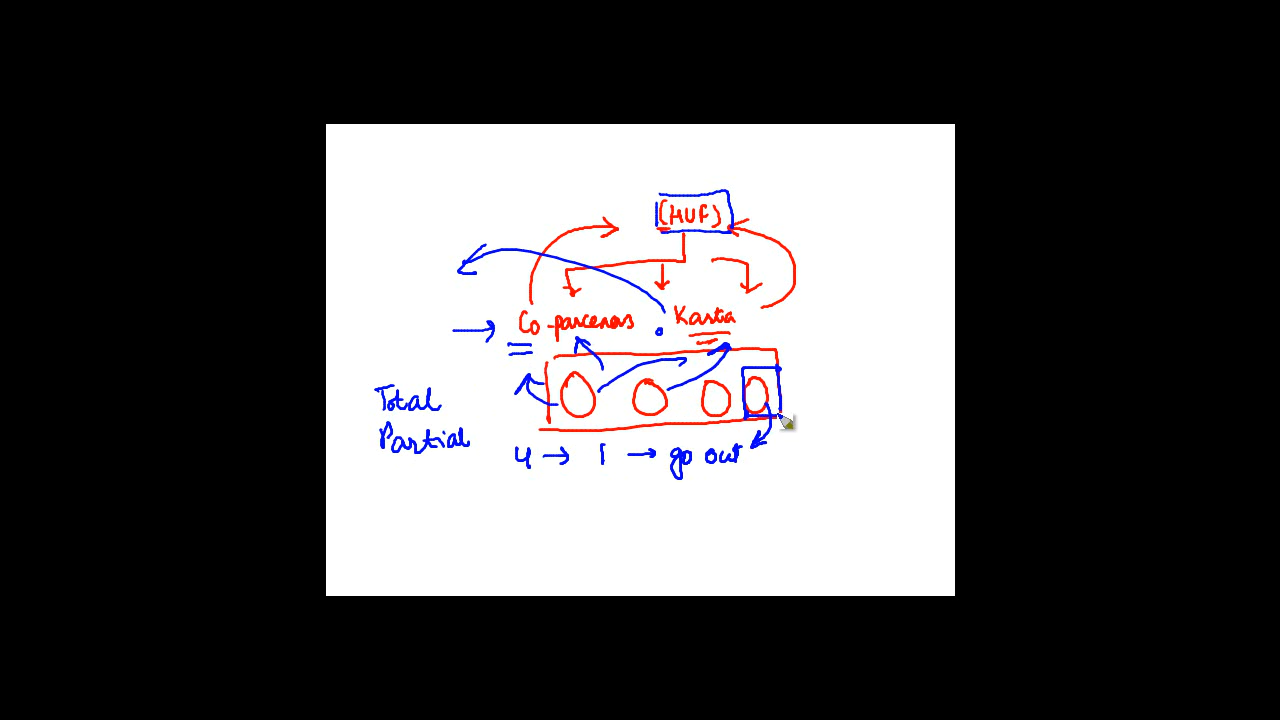 (HUF)
Co-parceners Karta
Total
Partial
4 → 1 → go out